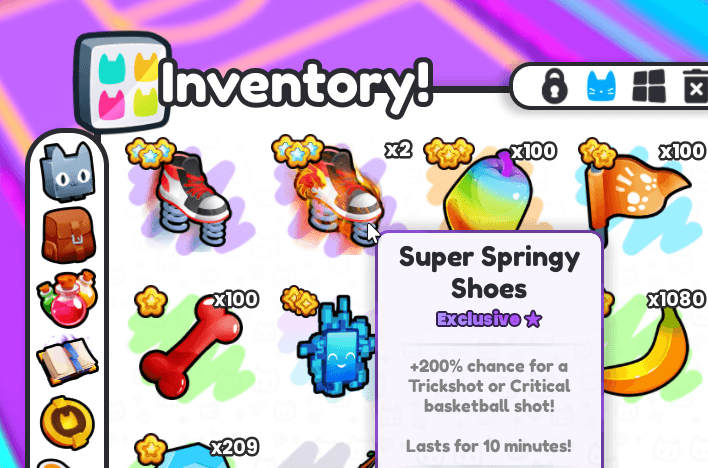 Inventory!
x2
x100
x100
Super Springy
Shoes
Exclusive
x100
x1080
+200% chance for a
Trickshot or Critical
basketball shot!
Lasts for 10 minutes!
x209